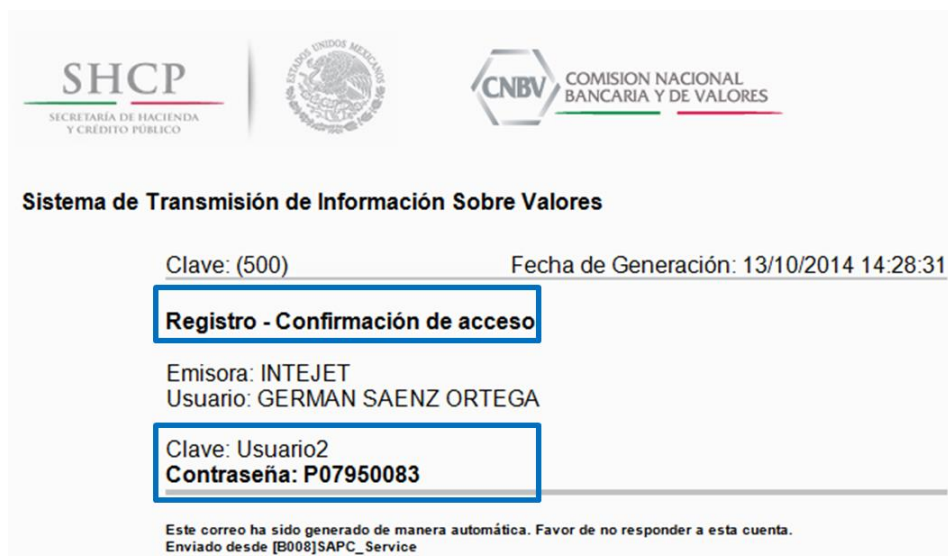 SHCP
SECRETARÍA DE HACIENDA
Y CRÉDITO PÚBLICO
ESTADOS UNIDOS MEXICANOS
CNBV
COMISION NACIONAL
BANCARIA Y DE VALORES
Sistema de Transmisión de Información Sobre Valores
Clave: (500) Fecha de Generación: 13/10/2014 14:28:31
Registro - Confirmación de acceso
Emisora: INTEJET
Usuario: GERMAN SAENZ ORTEGA
Clave: Usuario2
Contraseña: P07950083
Este correo ha sido generado de manera automática. Favor de no responder a esta cuenta.
Enviado desde [B008]SAPC_Service